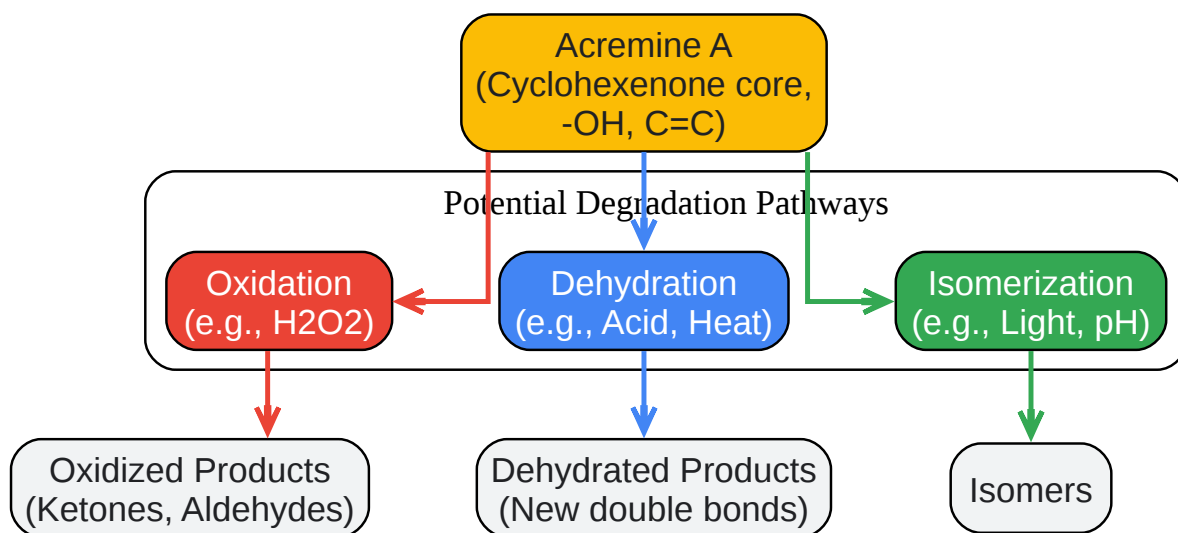 Acremine A
(Cyclohexenone core,
-OH, C=C)
Potential Degradation Pathways
Oxidation
(e.g., H2O2)
Dehydration
(e.g., Acid, Heat)
Isomerization
(e.g., Light, pH)
Oxidized Products
(Ketones, Aldehydes)
Dehydrated Products
(New double bonds)
Isomers